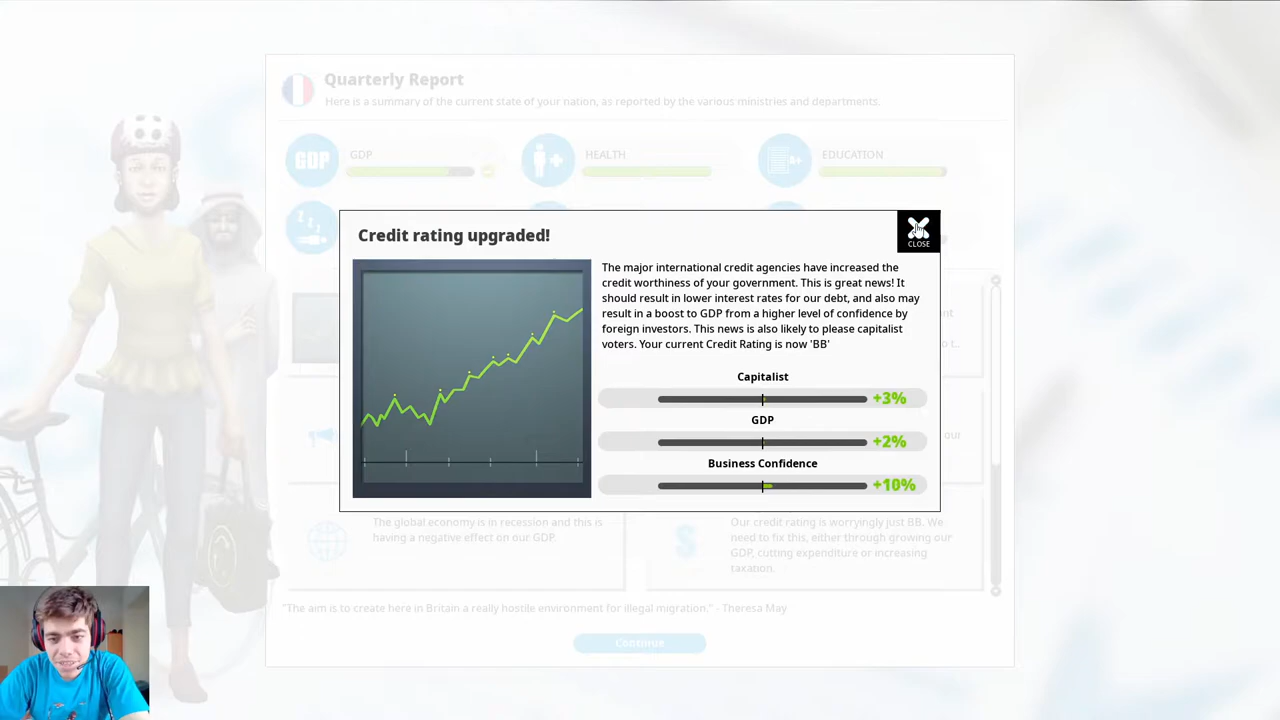 Quarterly Report
Here is a summary of the current state of your nation, as reported by the various ministries and departments.
GDP
GDP
HEALTH
EDUCATION
Credit rating upgraded!
CLOSE
The major international credit agencies have increased the
credit worthiness of your government. This is great news! It
should result in lower interest rates for our debt, and also may
result in a boost to GDP from a higher level of confidence by
foreign investors. This news is also likely to please capitalist
voters. Your current Credit Rating is now 'BB'
Capitalist
+3%
GDP
+2%
Business Confidence
+10%
The global economy is in recession and this is
having a negative effect on our GDP.
Our credit rating is worryingly just BB. We
need to fix this, either through growing our
GDP, cutting expenditure or increasing
taxation.
"The aim is to create here in Britain a really hostile environment for illegal migration." - Theresa May
Continue